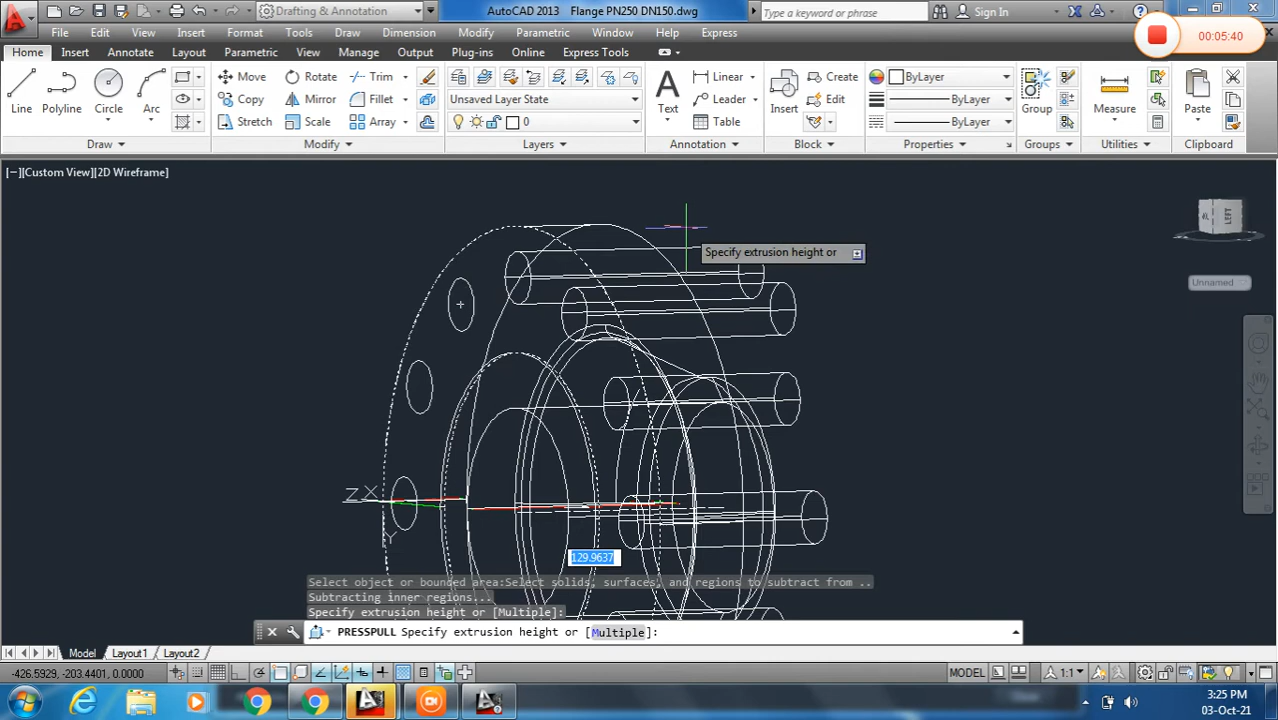 Drafting & Annotation
AutoCAD 2013 Flange PN250 DN150.dwg
Type a keyword or phrase
Sign In
File Edit View Insert Format Tools Draw Dimension Modify Parametric Window Help Express
00:05:40
Home Insert Annotation Layout Parametric View Manage Output Plug-ins Online Express Tools
Line Polyline Circle Arc
Move Rotate Trim
Copy Mirror Fillet
Stretch Scale Array
Unsaved Layer State
0
Text
Linear
Leader
Table
Insert
Create
Edit
ByLayer
ByLayer
ByLayer
Group
Measure
Paste
Draw Modify Layers Annotation Block Properties Groups Utilities Clipboard
[−][Custom View][2D Wireframe]
LEFT
Unnamed
Specify extrusion height or
Z X
Y
129.9637
Select object or bounded area:Select solids, surfaces, and regions to subtract from ..
Subtracting inner regions...
Specify extrusion height or [Multiple]:
PRESSPULL Specify extrusion height or [Multiple]:
Model Layout1 Layout2
-426.5929, -203.4401, 0.0000
MODEL
1:1
3:25 PM
03-Oct-21